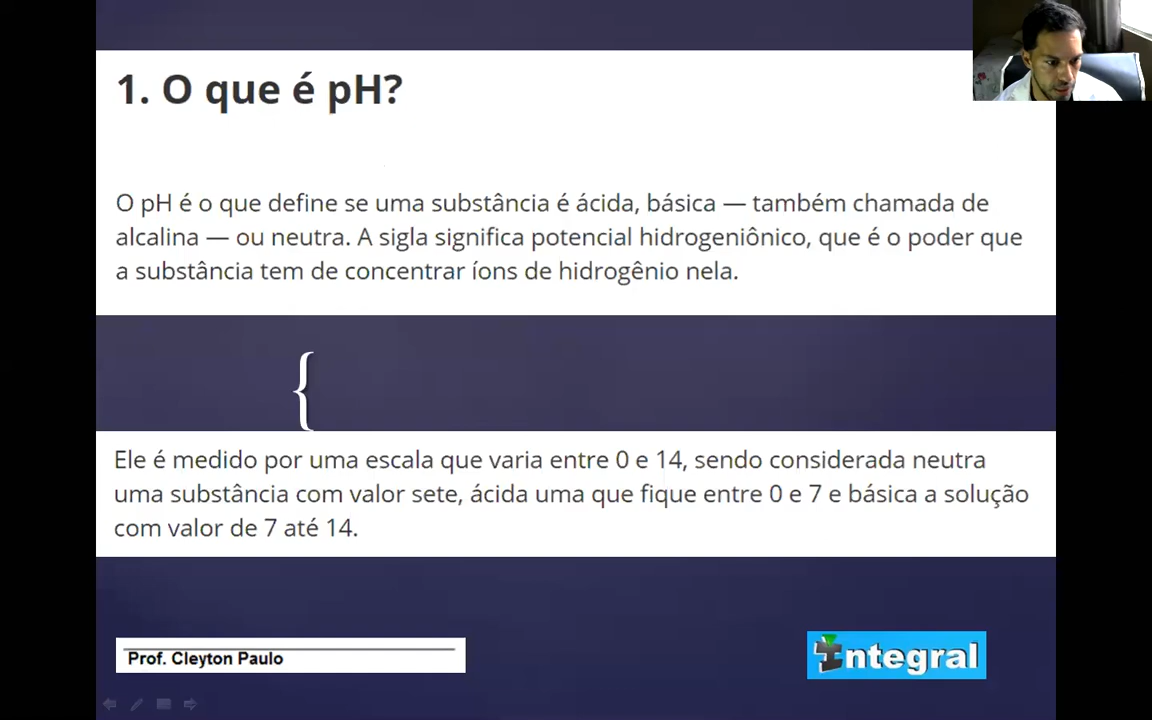 1. O que é pH?
O pH é o que define se uma substância é ácida, básica — também chamada de
alcalina — ou neutra. A sigla significa potencial hidrogeniônico, que é o poder que
a substância tem de concentrar íons de hidrogênio nela.
{
Ele é medido por uma escala que varia entre 0 e 14, sendo considerada neutra
uma substância com valor sete, ácida uma que fique entre 0 e 7 e básica a solução
com valor de 7 até 14.
Prof. Cleyton Paulo
Integral